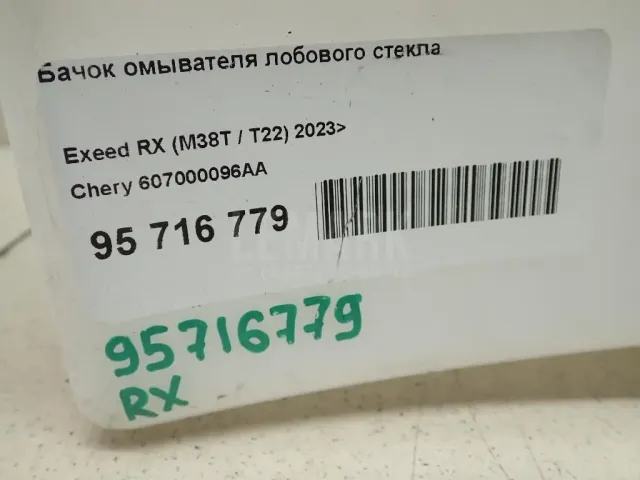 Бачок омывателя лобового стекла
Exeed RX (M38T / T22) 2023>
Chery 607000096AA
95 716 779
95716779
RX